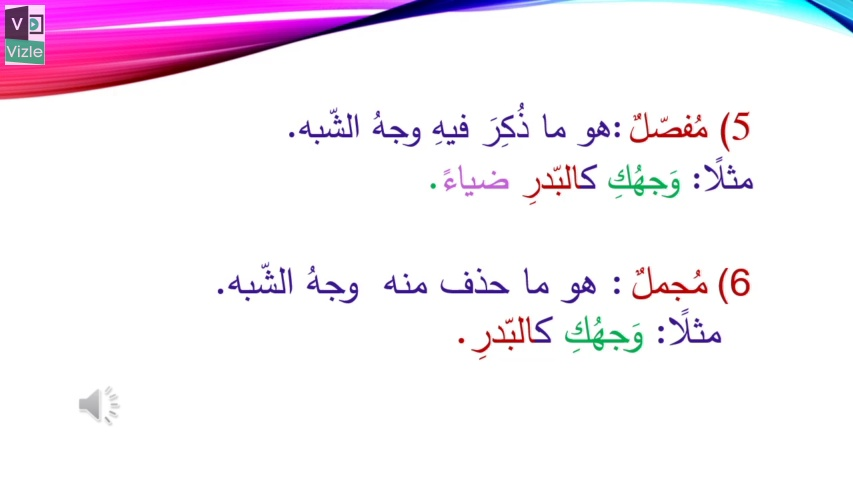 V
Vizle
5) مُفصّلٌ :هو ما ذُكِرَ فيهِ وجهُ الشّبه.
مثلًا: وَجهُكِ كالبّدرِ ضياءً.
6) مُجملٌ : هو ما حذف منه وجهُ الشّبه.
مثلًا: وَجهُكِ كالبّدرِ.